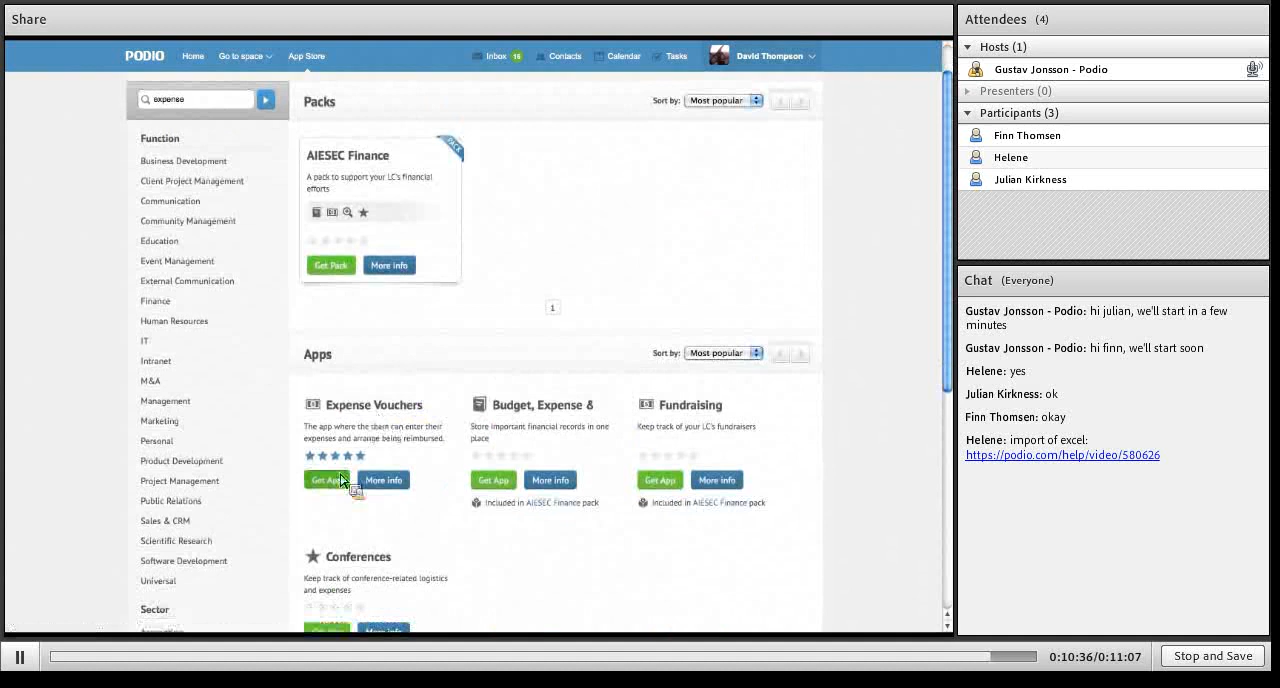 Share
PODIO Home Go to space App Store Inbox 16 Contacts Calendar Tasks David Thompson
expense
Function
Business Development
Client Project Management
Communication
Community Management
Education
Event Management
External Communication
Finance
Human Resources
IT
Intranet
M&A
Management
Marketing
Personal
Product Development
Project Management
Public Relations
Sales & CRM
Scientific Research
Software Development
Universal
Sector
Packs
Sort by: Most popular
PACK
AIESEC Finance
A pack to support your LC's financial
efforts
Get Pack More info
1
Apps
Sort by: Most popular
Expense Vouchers
The app where the team can enter their
expenses and arrange being reimbursed.
Get App More info
Budget, Expense &
Store important financial records in one
place
Get App More info
Included in AIESEC Finance pack
Fundraising
Keep track of your LC's fundraisers
Get App More info
Included in AIESEC Finance pack
Conferences
Keep track of conference-related logistics
and expenses
More info
Attendees (4)
Hosts (1)
Gustav Jonsson - Podio
Presenters (0)
Participants (3)
Finn Thomsen
Helene
Julian Kirkness
Chat (Everyone)
Gustav Jonsson - Podio: hi julian, we'll start in a few
minutes
Gustav Jonsson - Podio: hi finn, we'll start soon
Helene: yes
Julian Kirkness: ok
Finn Thomsen: okay
Helene: import of excel:
https://podio.com/help/video/580626
0:10:36/0:11:07
Stop and Save